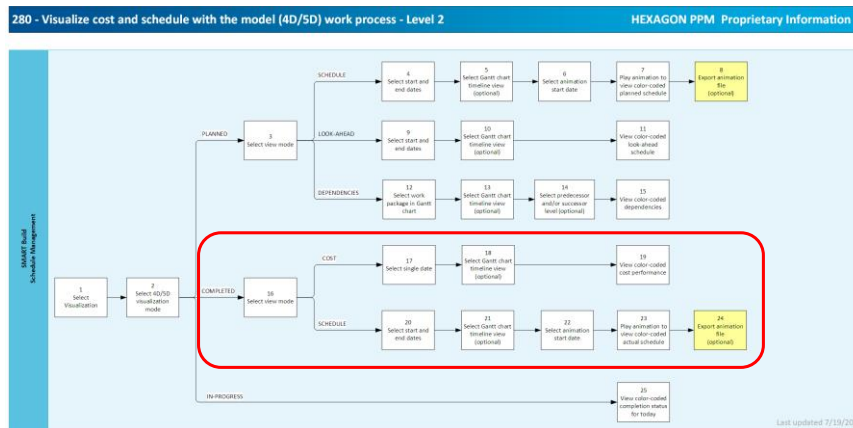 280 - Visualize cost and schedule with the model (4D/5D) work process - Level 2
HEXAGON PPM Proprietary Information
SMART Build
Schedule Management
1
Select
Visualization
2
Select 4D/5D
visualization
mode
PLANNED
3
Select view mode
SCHEDULE
4
Select start and
end dates
5
Select Gantt chart
timeline view
(optional)
6
Select animation
start date
7
Play animation to
view color-coded
planned schedule
8
Export animation
file
(optional)
LOOK-AHEAD
9
Select start and
end dates
10
Select Gantt chart
timeline view
(optional)
11
View color-coded
look-ahead
schedule
DEPENDENCIES
12
Select work
package in Gantt
chart
13
Select Gantt chart
timeline view
(optional)
14
Select predecessor
and/or successor
level (optional)
15
View color-coded
dependencies
COMPLETED
16
Select view mode
COST
17
Select single date
18
Select Gantt chart
timeline view
(optional)
19
View color-coded
cost performance
SCHEDULE
20
Select start and
end dates
21
Select Gantt chart
timeline view
(optional)
22
Select animation
start date
23
Play animation to
view color-coded
actual schedule
24
Export animation
file
(optional)
IN-PROGRESS
25
View color-coded
completion status
for today
Last updated 7/19/20